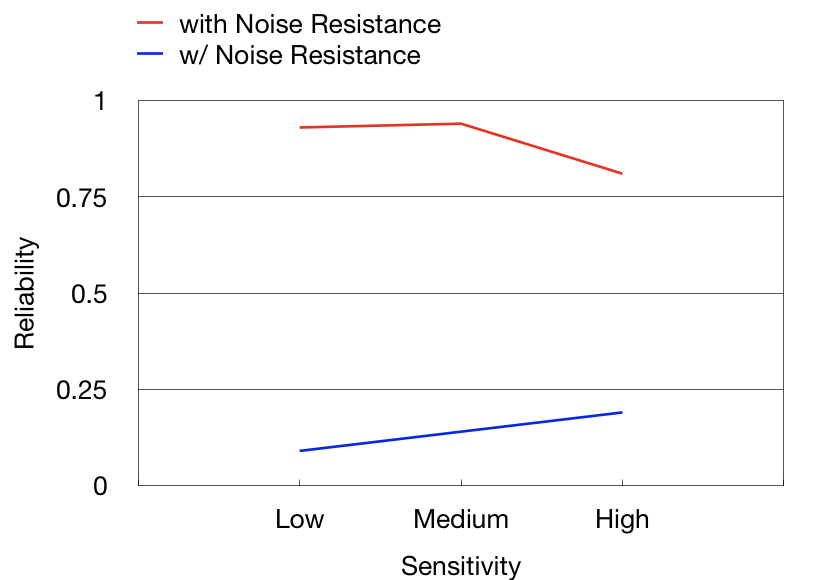 with Noise Resistance
w/ Noise Resistance
1
0.75
0.5
0.25
0
Reliability
Low Medium High
Sensitivity